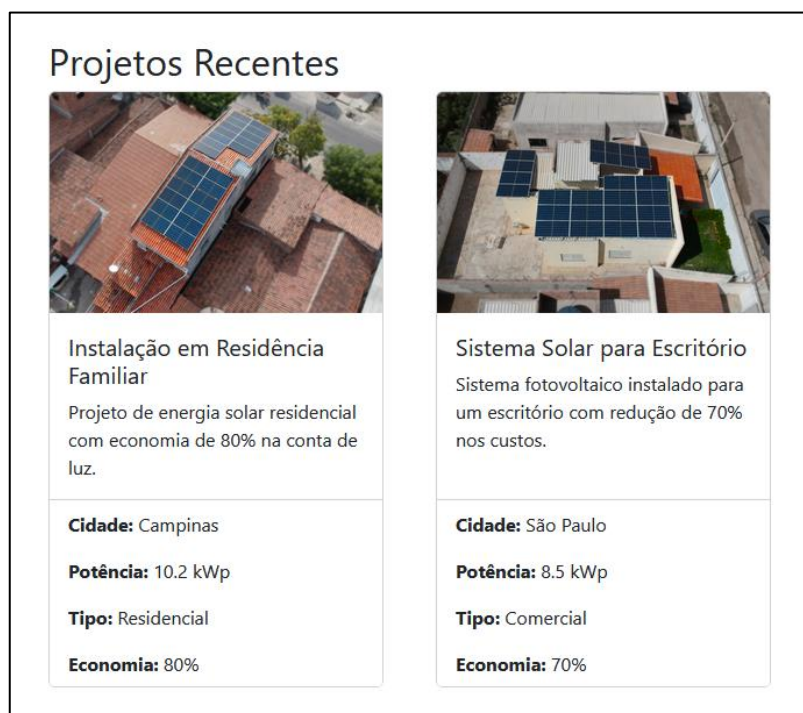 Projetos Recentes
Instalação em Residência
Familiar
Projeto de energia solar residencial
com economia de 80% na conta de
luz.
Cidade: Campinas
Potência: 10.2 kWp
Tipo: Residencial
Economia: 80%
Sistema Solar para Escritório
Sistema fotovoltaico instalado para
um escritório com redução de 70%
nos custos.
Cidade: São Paulo
Potência: 8.5 kWp
Tipo: Comercial
Economia: 70%